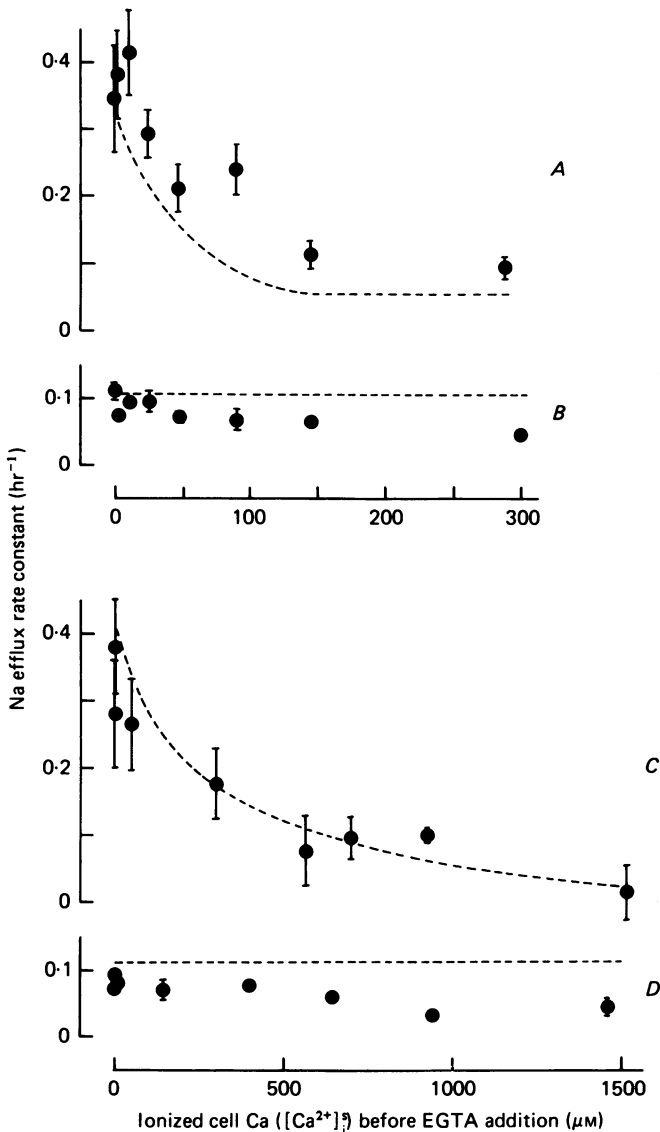 0·4
0·2
0
A
0·1
0
B
0 100 200 300
Na efflux rate constant (hr⁻¹)
0·4
0·2
0
C
0·1
0
D
0 500 1000 1500
Ionized cell Ca ([Ca²⁺]ᵢˢ) before EGTA addition (μM)